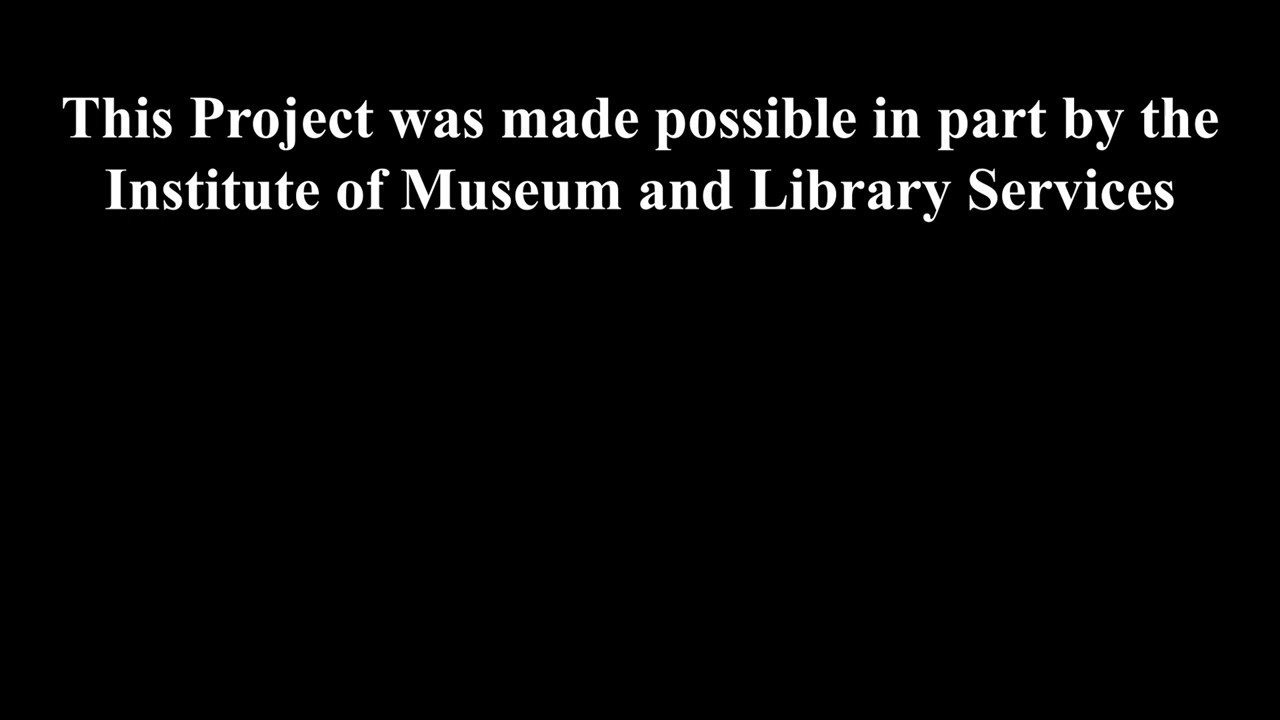 This Project was made possible in part by the
Institute of Museum and Library Services